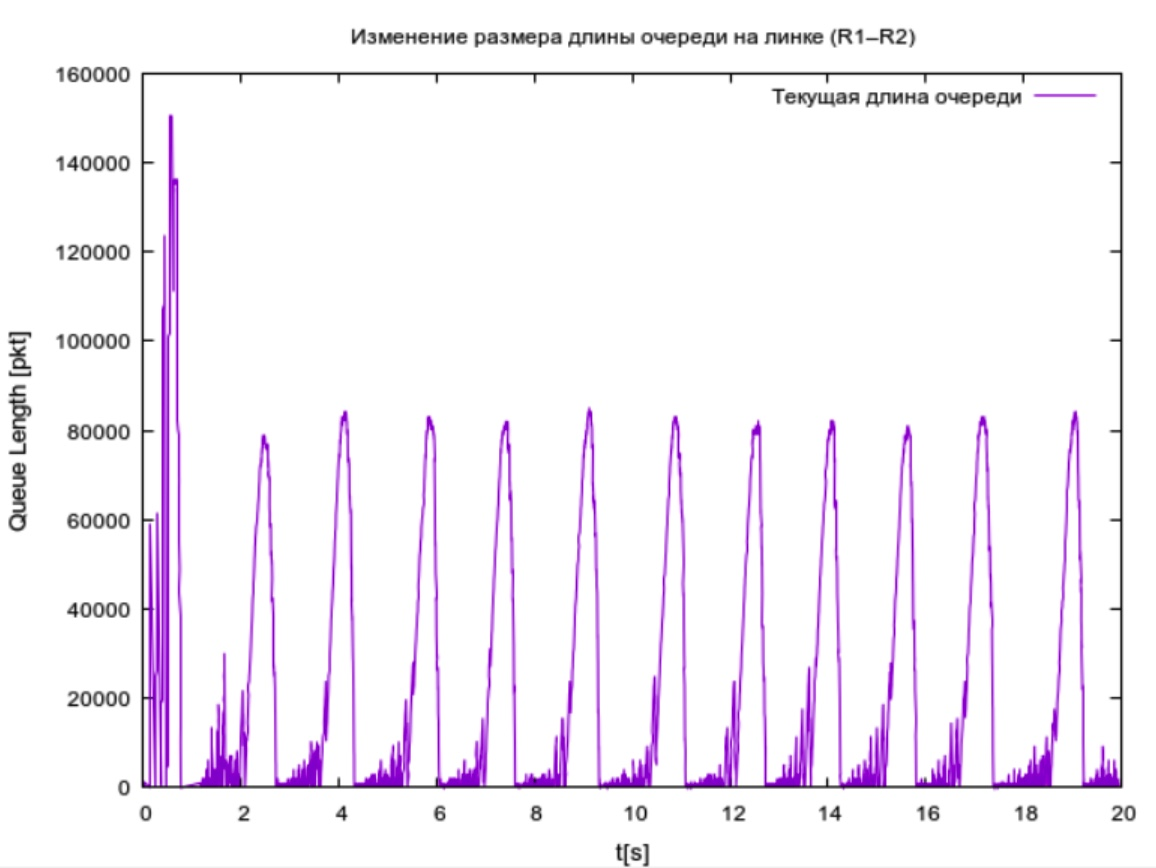 Изменение размера длины очереди на линке (R1–R2)
Текущая длина очереди
Queue Length [pkt]
160000
140000
120000
100000
80000
60000
40000
20000
0
0 2 4 6 8 10 12 14 16 18 20
t[s]